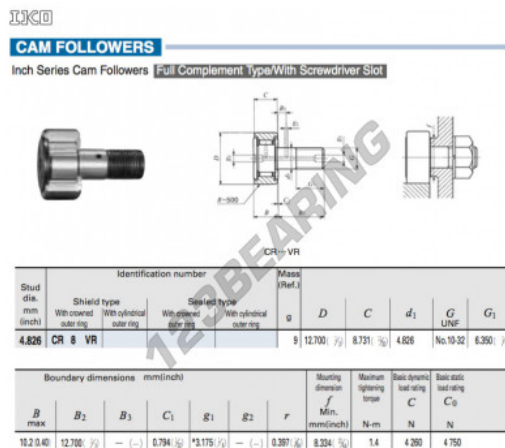 IKO
CAM FOLLOWERS
Inch Series Cam Followers Full Complement Type/With Screwdriver Slot
C
D
R=500
B
CR…VR
123BEARING
Stud dia. mm (inch)
Identification number
Mass (Ref.) g
Shield type
Sealed type
With crowned outer ring
With cylindrical outer ring
With crowned outer ring
With cylindrical outer ring
D C d1 G UNF G1
4.826 CR 8 VR 9 12.700 8.731 4.826 No.10-32 6.350
Boundary dimensions mm(inch)
Mounting dimension f Min. mm(inch)
Maximum tightening torque N-m
Basic dynamic load rating C N
Basic static load rating C0 N
B max B2 B3 C1 g1 g2 r
10.2(0.40) 12.700 — (—) 0.794 *3.175 — (—) 0.397 8.334 1.4 4 260 4 750